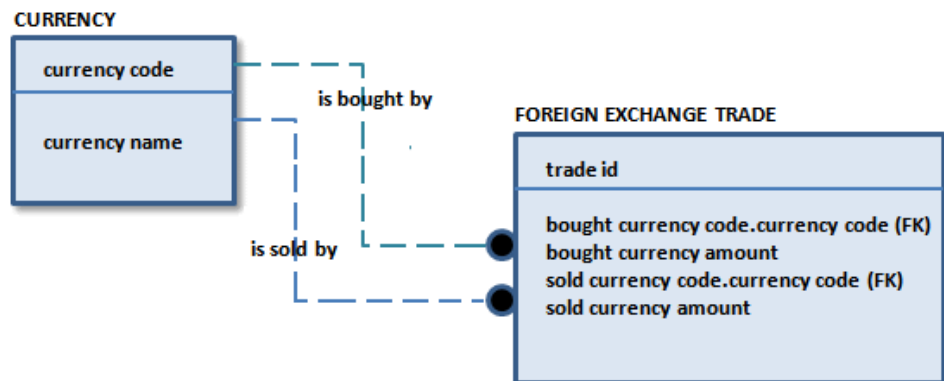 CURRENCY
currency code
currency name
is bought by
is sold by
FOREIGN EXCHANGE TRADE
trade id
bought currency code.currency code (FK)
bought currency amount
sold currency code.currency code (FK)
sold currency amount